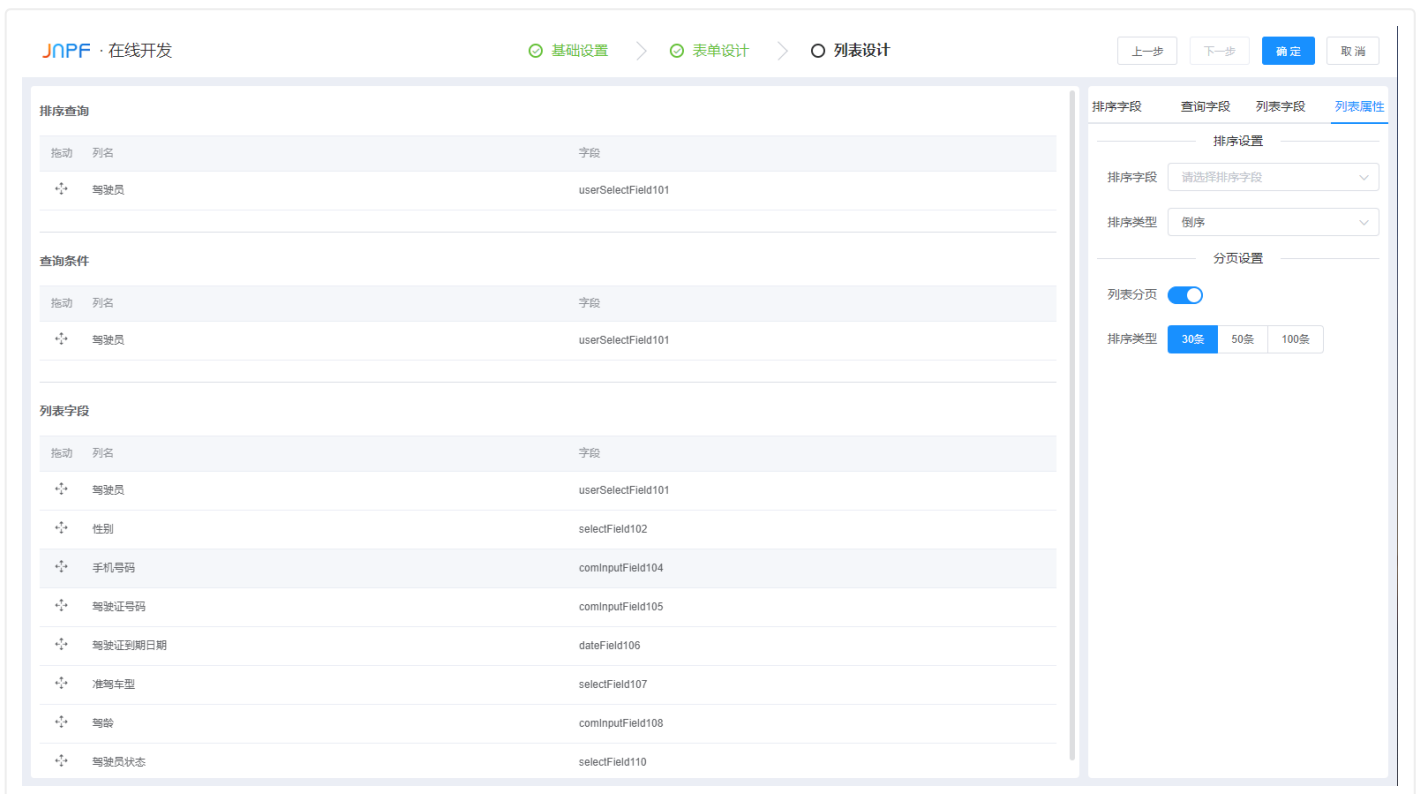 JNPF · 在线开发
基础设置
表单设计
列表设计
上一步
下一步
确定
取消
排序查询
拖动 列名 字段
驾驶员 userSelectField101
查询条件
拖动 列名 字段
驾驶员 userSelectField101
列表字段
拖动 列名 字段
驾驶员 userSelectField101
性别 selectField102
手机号码 comInputField104
驾驶证号码 comInputField105
驾驶证到期日期 dateField106
准驾车型 selectField107
驾龄 comInputField108
驾驶员状态 selectField110
排序字段 查询字段 列表字段 列表属性
排序设置
排序字段 请选择排序字段
排序类型 倒序
分页设置
列表分页
排序类型 30条 50条 100条